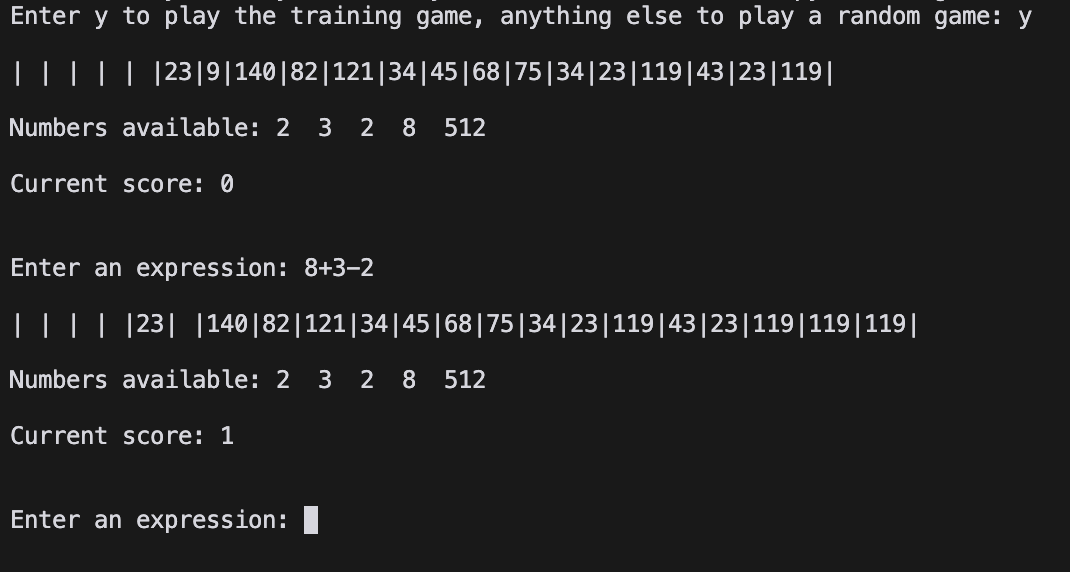 Enter y to play the training game, anything else to play a random game: y
| | | | | |23|9|140|82|121|34|45|68|75|34|23|119|43|23|119|
Numbers available: 2  3  2  8  512
Current score: 0
Enter an expression: 8+3-2
| | | | |23| |140|82|121|34|45|68|75|34|23|119|43|23|119|119|119|
Numbers available: 2  3  2  8  512
Current score: 1
Enter an expression: